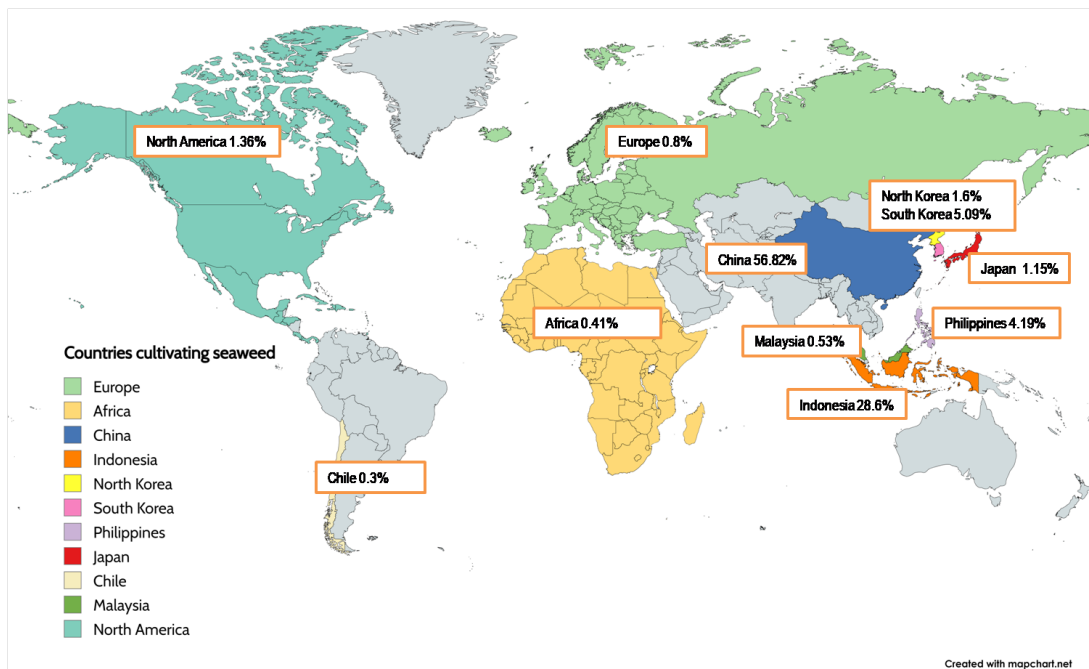 North America 1.36%
Europe 0.8%
North Korea 1.6%
South Korea 5.09%
China 56.82%
Japan 1.15%
Africa 0.41%
Philippines 4.19%
Malaysia 0.53%
Indonesia 28.6%
Chile 0.3%
Countries cultivating seaweed
Europe
Africa
China
Indonesia
North Korea
South Korea
Philippines
Japan
Chile
Malaysia
North America
Created with mapchart.net